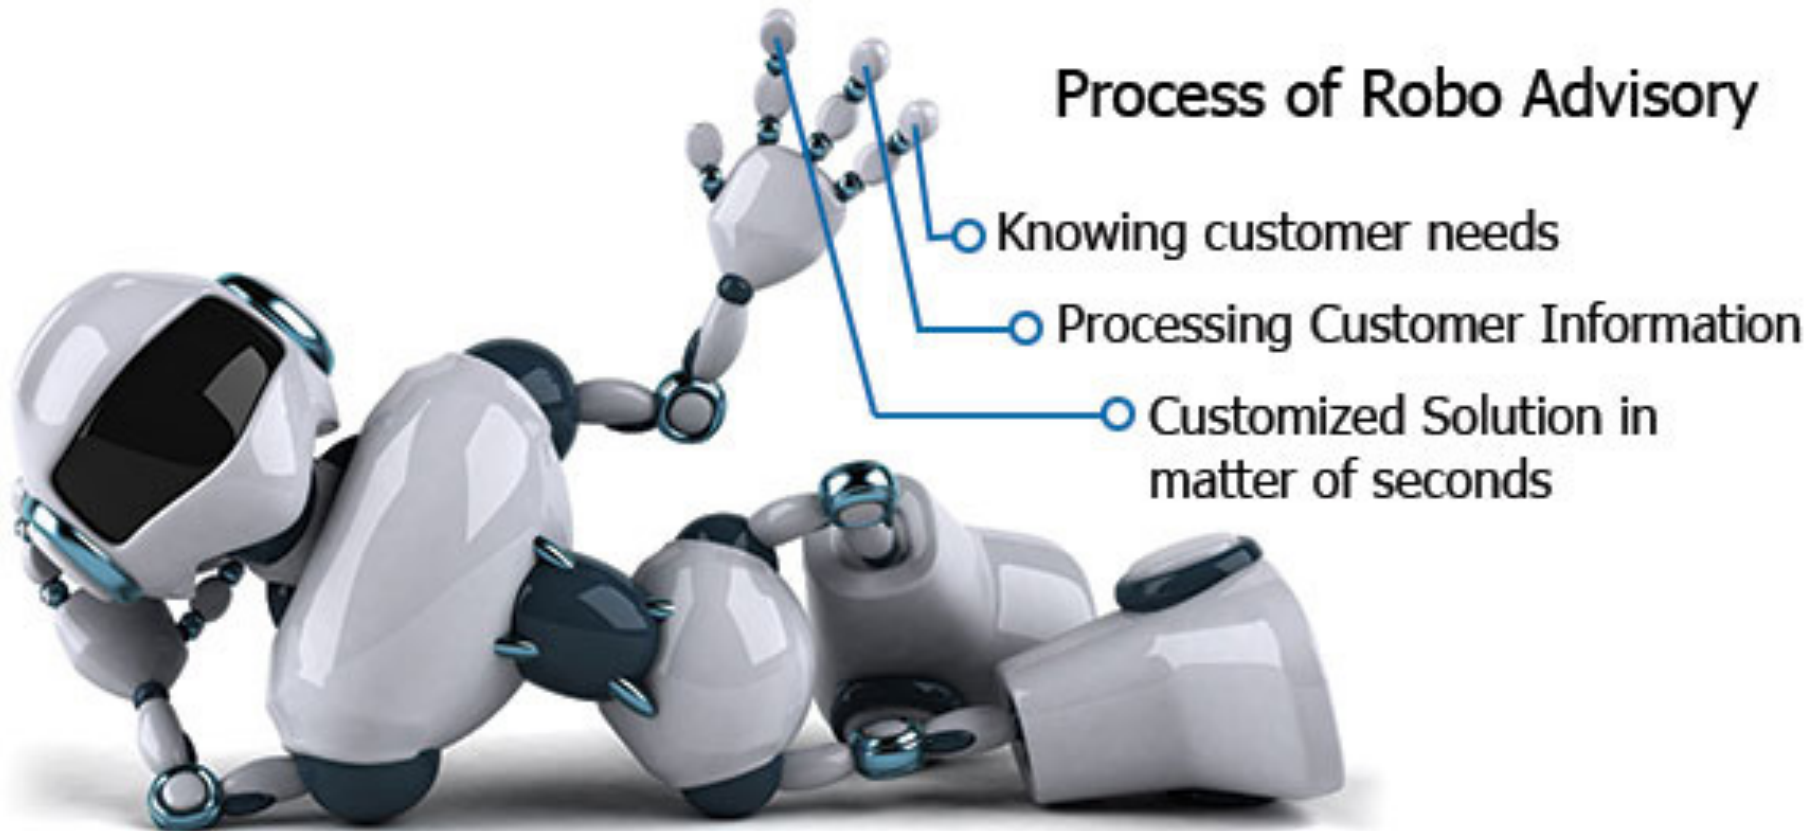 Process of Robo Advisory
Knowing customer needs
Processing Customer Information
Customized Solution in
matter of seconds